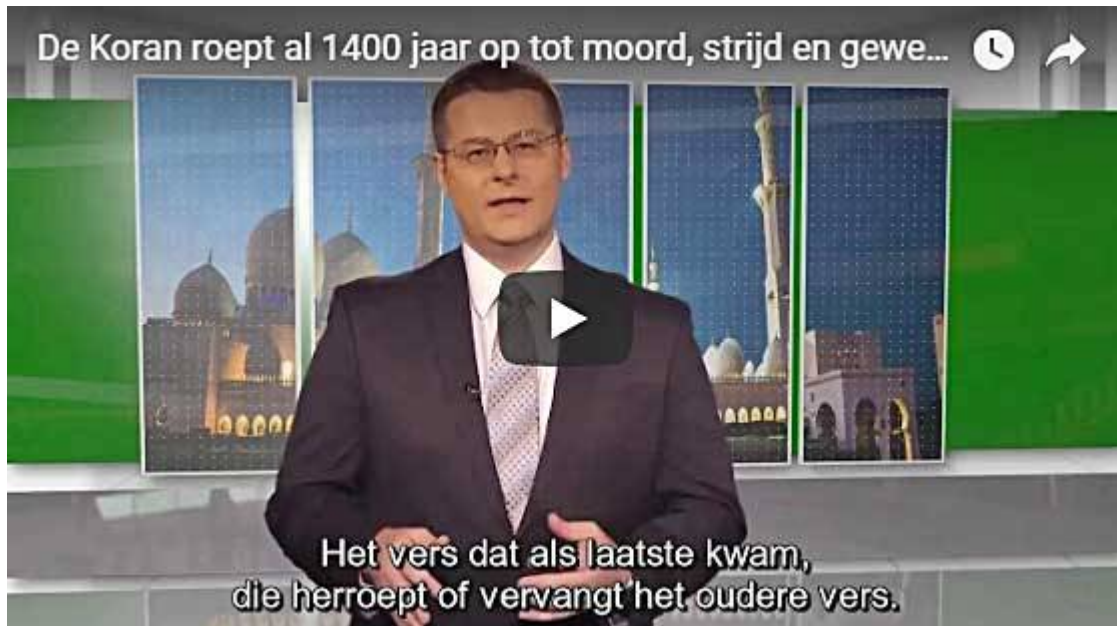 De Koran roept al 1400 jaar op tot moord, strijd en gewe...
Het vers dat als laatste kwam,
die herroept of vervangt het oudere vers.